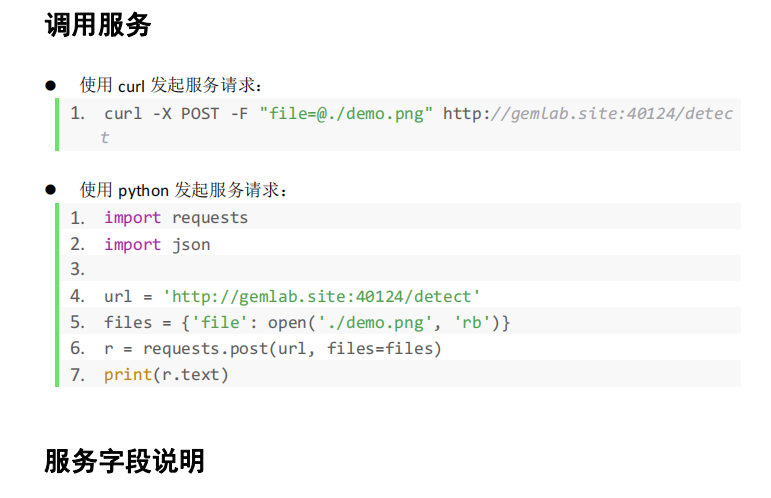 调用服务
● 使用 curl 发起服务请求：
1. curl -X POST -F "file=@./demo.png" http://gemlab.site:40124/detec
t
● 使用 python 发起服务请求：
1. import requests
2. import json
3.
4. url = 'http://gemlab.site:40124/detect'
5. files = {'file': open('./demo.png', 'rb')}
6. r = requests.post(url, files=files)
7. print(r.text)
服务字段说明